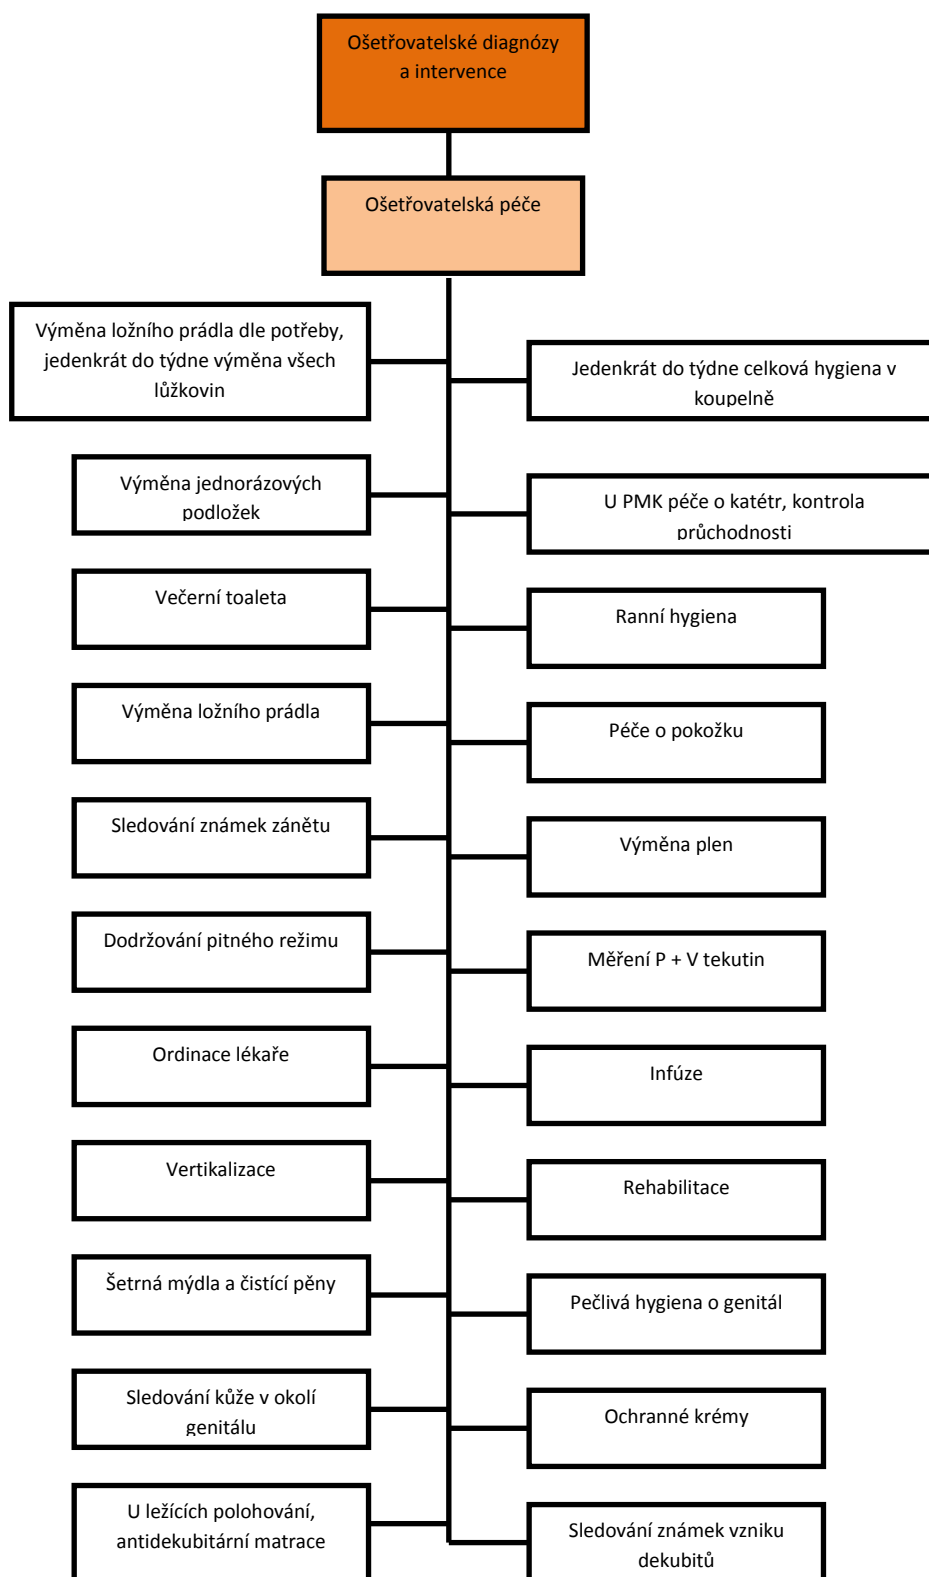 Ošetřovatelské diagnózy
a intervence
Ošetřovatelská péče
Výměna ložního prádla dle potřeby,
jedenkrát do týdne výměna všech
lůžkovin
Jedenkrát do týdne celková hygiena v
koupelně
Výměna jednorázových
podložek
U PMK péče o katétr, kontrola
průchodnosti
Večerní toaleta
Ranní hygiena
Výměna ložního prádla
Péče o pokožku
Sledování známek zánětu
Výměna plen
Dodržování pitného režimu
Měření P + V tekutin
Ordinace lékaře
Infúze
Vertikalizace
Rehabilitace
Šetrná mýdla a čistící pěny
Pečlivá hygiena o genitál
Sledování kůže v okolí
genitálu
Ochranné krémy
U ležících polohování,
antidekubitární matrace
Sledování známek vzniku
dekubitů